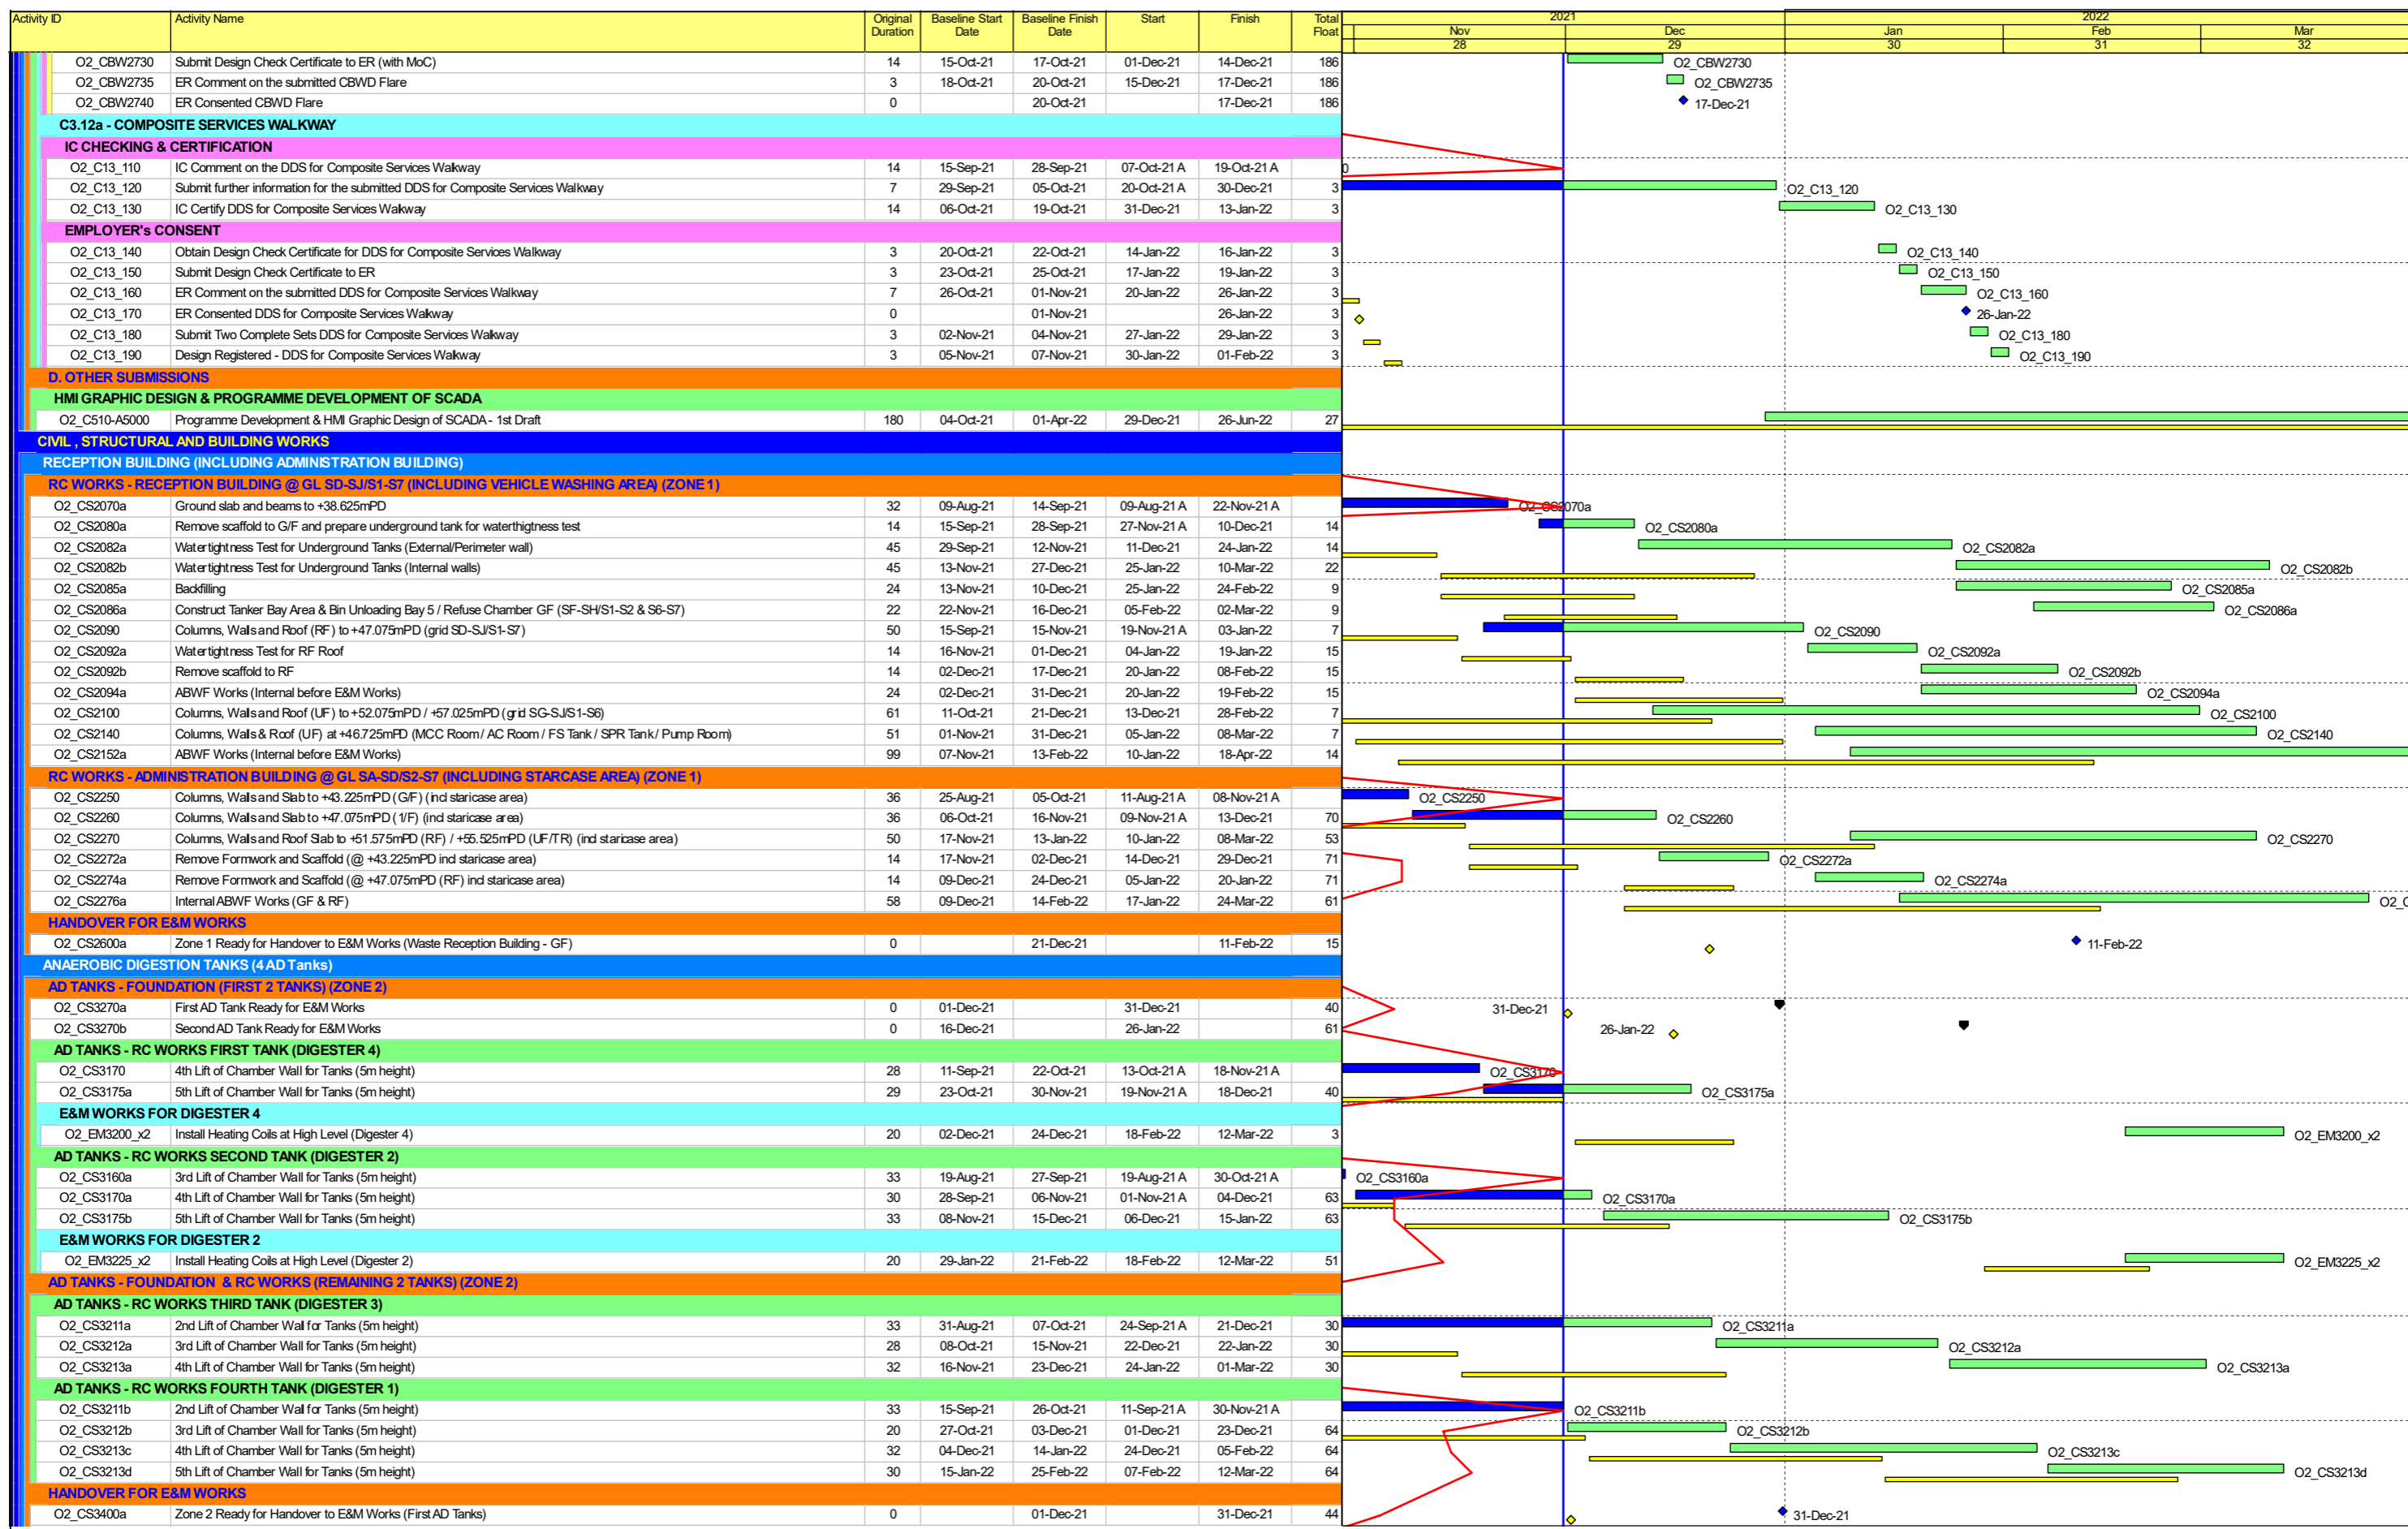 Activity ID Activity Name Original Duration Baseline Start Date Baseline Finish Date Start Finish Total Float 2021 2022
Nov Dec Jan Feb Mar
28 29 30 31 32
O2_CBW2730 Submit Design Check Certificate to ER (with MoC) 14 15-Oct-21 17-Oct-21 01-Dec-21 14-Dec-21 186 O2_CBW2730
O2_CBW2735 ER Comment on the submitted CBWD Flare 3 18-Oct-21 20-Oct-21 15-Dec-21 17-Dec-21 186 O2_CBW2735
O2_CBW2740 ER Consented CBWD Flare 0 20-Oct-21 17-Dec-21 186 17-Dec-21
C3.12a - COMPOSITE SERVICES WALKWAY
IC CHECKING & CERTIFICATION
O2_C13_110 IC Comment on the DDS for Composite Services Walkway 14 15-Sep-21 28-Sep-21 07-Oct-21 A 19-Oct-21 A 0
O2_C13_120 Submit further information for the submitted DDS for Composite Services Walkway 7 29-Sep-21 05-Oct-21 20-Oct-21 A 30-Dec-21 3 O2_C13_120
O2_C13_130 IC Certify DDS for Composite Services Walkway 14 06-Oct-21 19-Oct-21 31-Dec-21 13-Jan-22 3 O2_C13_130
EMPLOYER's CONSENT
O2_C13_140 Obtain Design Check Certificate for DDS for Composite Services Walkway 3 20-Oct-21 22-Oct-21 14-Jan-22 16-Jan-22 3 O2_C13_140
O2_C13_150 Submit Design Check Certificate to ER 3 23-Oct-21 25-Oct-21 17-Jan-22 19-Jan-22 3 O2_C13_150
O2_C13_160 ER Comment on the submitted DDS for Composite Services Walkway 7 26-Oct-21 01-Nov-21 20-Jan-22 26-Jan-22 3 O2_C13_160
O2_C13_170 ER Consented DDS for Composite Services Walkway 0 01-Nov-21 26-Jan-22 3 26-Jan-22
O2_C13_180 Submit Two Complete Sets DDS for Composite Services Walkway 3 02-Nov-21 04-Nov-21 27-Jan-22 29-Jan-22 3 O2_C13_180
O2_C13_190 Design Registered - DDS for Composite Services Walkway 3 05-Nov-21 07-Nov-21 30-Jan-22 01-Feb-22 3 O2_C13_190
D. OTHER SUBMISSIONS
HMI GRAPHIC DESIGN & PROGRAMME DEVELOPMENT OF SCADA
O2_C510-A5000 Programme Development & HMI Graphic Design of SCADA - 1st Draft 180 04-Oct-21 01-Apr-22 29-Dec-21 26-Jun-22 27
CIVIL , STRUCTURAL AND BUILDING WORKS
RECEPTION BUILDING (INCLUDING ADMINISTRATION BUILDING)
RC WORKS - RECEPTION BUILDING @ GL SD-SJ/S1-S7 (INCLUDING VEHICLE WASHING AREA) (ZONE 1)
O2_CS2070a Ground slab and beams to +38.625mPD 32 09-Aug-21 14-Sep-21 09-Aug-21 A 22-Nov-21 A O2_CS2070a
O2_CS2080a Remove scaffold to G/F and prepare underground tank for waterthigtness test 14 15-Sep-21 28-Sep-21 27-Nov-21 A 10-Dec-21 14 O2_CS2080a
O2_CS2082a Watertightness Test for Underground Tanks (External/Perimeter wall) 45 29-Sep-21 12-Nov-21 11-Dec-21 24-Jan-22 14 O2_CS2082a
O2_CS2082b Watertightness Test for Underground Tanks (Internal walls) 45 13-Nov-21 27-Dec-21 25-Jan-22 10-Mar-22 22 O2_CS2082b
O2_CS2085a Backfilling 24 13-Nov-21 10-Dec-21 25-Jan-22 24-Feb-22 9 O2_CS2085a
O2_CS2086a Construct Tanker Bay Area & Bin Unloading Bay 5 / Refuse Chamber GF (SF-SH/S1-S2 & S6-S7) 22 22-Nov-21 16-Dec-21 05-Feb-22 02-Mar-22 9 O2_CS2086a
O2_CS2090 Columns, Walls and Roof (RF) to +47.075mPD (grid SD-SJ/S1-S7) 50 15-Sep-21 15-Nov-21 19-Nov-21 A 03-Jan-22 7 O2_CS2090
O2_CS2092a Watertightness Test for RF Roof 14 16-Nov-21 01-Dec-21 04-Jan-22 19-Jan-22 15 O2_CS2092a
O2_CS2092b Remove scaffold to RF 14 02-Dec-21 17-Dec-21 20-Jan-22 08-Feb-22 15 O2_CS2092b
O2_CS2094a ABWF Works (Internal before E&M Works) 24 02-Dec-21 31-Dec-21 20-Jan-22 19-Feb-22 15 O2_CS2094a
O2_CS2100 Columns, Walls and Roof (UF) to +52.075mPD / +57.025mPD (grid SG-SJ/S1-S6) 61 11-Oct-21 21-Dec-21 13-Dec-21 28-Feb-22 7 O2_CS2100
O2_CS2140 Columns, Walls & Roof (UF) at +46.725mPD (MCC Room / AC Room / FS Tank / SPR Tank / Pump Room) 51 01-Nov-21 31-Dec-21 05-Jan-22 08-Mar-22 7 O2_CS2140
O2_CS2152a ABWF Works (Internal before E&M Works) 99 07-Nov-21 13-Feb-22 10-Jan-22 18-Apr-22 14
RC WORKS - ADMINISTRATION BUILDING @ GL SA-SD/S2-S7 (INCLUDING STARCASE AREA) (ZONE 1)
O2_CS2250 Columns, Walls and Slab to +43.225mPD (G/F) (incl staricase area) 36 25-Aug-21 05-Oct-21 11-Aug-21 A 08-Nov-21 A O2_CS2250
O2_CS2260 Columns, Walls and Slab to +47.075mPD (1/F) (incl staricase area) 36 06-Oct-21 16-Nov-21 09-Nov-21 A 13-Dec-21 70 O2_CS2260
O2_CS2270 Columns, Walls and Roof Slab to +51.575mPD (RF) / +55.525mPD (UF/TR) (incl staricase area) 50 17-Nov-21 13-Jan-22 10-Jan-22 08-Mar-22 53 O2_CS2270
O2_CS2272a Remove Formwork and Scaffold (@ +43.225mPD incl staricase area) 14 17-Nov-21 02-Dec-21 14-Dec-21 29-Dec-21 71 O2_CS2272a
O2_CS2274a Remove Formwork and Scaffold (@ +47.075mPD (RF) incl staricase area) 14 09-Dec-21 24-Dec-21 05-Jan-22 20-Jan-22 71 O2_CS2274a
O2_CS2276a Internal ABWF Works (GF & RF) 58 09-Dec-21 14-Feb-22 17-Jan-22 24-Mar-22 61 O2_C
HANDOVER FOR E&M WORKS
O2_CS2600a Zone 1 Ready for Handover to E&M Works (Waste Reception Building - GF) 0 21-Dec-21 11-Feb-22 15 11-Feb-22
ANAEROBIC DIGESTION TANKS (4 AD Tanks)
AD TANKS - FOUNDATION (FIRST 2 TANKS) (ZONE 2)
O2_CS3270a First AD Tank Ready for E&M Works 0 01-Dec-21 31-Dec-21 40 31-Dec-21
O2_CS3270b Second AD Tank Ready for E&M Works 0 16-Dec-21 26-Jan-22 61 26-Jan-22
AD TANKS - RC WORKS FIRST TANK (DIGESTER 4)
O2_CS3170 4th Lift of Chamber Wall for Tanks (5m height) 28 11-Sep-21 22-Oct-21 13-Oct-21 A 18-Nov-21 A O2_CS3170
O2_CS3175a 5th Lift of Chamber Wall for Tanks (5m height) 29 23-Oct-21 30-Nov-21 19-Nov-21 A 18-Dec-21 40 O2_CS3175a
E&M WORKS FOR DIGESTER 4
O2_EM3200_x2 Install Heating Coils at High Level (Digester 4) 20 02-Dec-21 24-Dec-21 18-Feb-22 12-Mar-22 3 O2_EM3200_x2
AD TANKS - RC WORKS SECOND TANK (DIGESTER 2)
O2_CS3160a 3rd Lift of Chamber Wall for Tanks (5m height) 33 19-Aug-21 27-Sep-21 19-Aug-21 A 30-Oct-21 A O2_CS3160a
O2_CS3170a 4th Lift of Chamber Wall for Tanks (5m height) 30 28-Sep-21 06-Nov-21 01-Nov-21 A 04-Dec-21 63 O2_CS3170a
O2_CS3175b 5th Lift of Chamber Wall for Tanks (5m height) 33 08-Nov-21 15-Dec-21 06-Dec-21 15-Jan-22 63 O2_CS3175b
E&M WORKS FOR DIGESTER 2
O2_EM3225_x2 Install Heating Coils at High Level (Digester 2) 20 29-Jan-22 21-Feb-22 18-Feb-22 12-Mar-22 51 O2_EM3225_x2
AD TANKS - FOUNDATION & RC WORKS (REMAINING 2 TANKS) (ZONE 2)
AD TANKS - RC WORKS THIRD TANK (DIGESTER 3)
O2_CS3211a 2nd Lift of Chamber Wall for Tanks (5m height) 33 31-Aug-21 07-Oct-21 24-Sep-21 A 21-Dec-21 30 O2_CS3211a
O2_CS3212a 3rd Lift of Chamber Wall for Tanks (5m height) 28 08-Oct-21 15-Nov-21 22-Dec-21 22-Jan-22 30 O2_CS3212a
O2_CS3213a 4th Lift of Chamber Wall for Tanks (5m height) 32 16-Nov-21 23-Dec-21 24-Jan-22 01-Mar-22 30 O2_CS3213a
AD TANKS - RC WORKS FOURTH TANK (DIGESTER 1)
O2_CS3211b 2nd Lift of Chamber Wall for Tanks (5m height) 33 15-Sep-21 26-Oct-21 11-Sep-21 A 30-Nov-21 A O2_CS3211b
O2_CS3212b 3rd Lift of Chamber Wall for Tanks (5m height) 20 27-Oct-21 03-Dec-21 01-Dec-21 23-Dec-21 64 O2_CS3212b
O2_CS3213c 4th Lift of Chamber Wall for Tanks (5m height) 32 04-Dec-21 14-Jan-22 24-Dec-21 05-Feb-22 64 O2_CS3213c
O2_CS3213d 5th Lift of Chamber Wall for Tanks (5m height) 30 15-Jan-22 25-Feb-22 07-Feb-22 12-Mar-22 64 O2_CS3213d
HANDOVER FOR E&M WORKS
O2_CS3400a Zone 2 Ready for Handover to E&M Works (First AD Tanks) 0 01-Dec-21 31-Dec-21 44 31-Dec-21